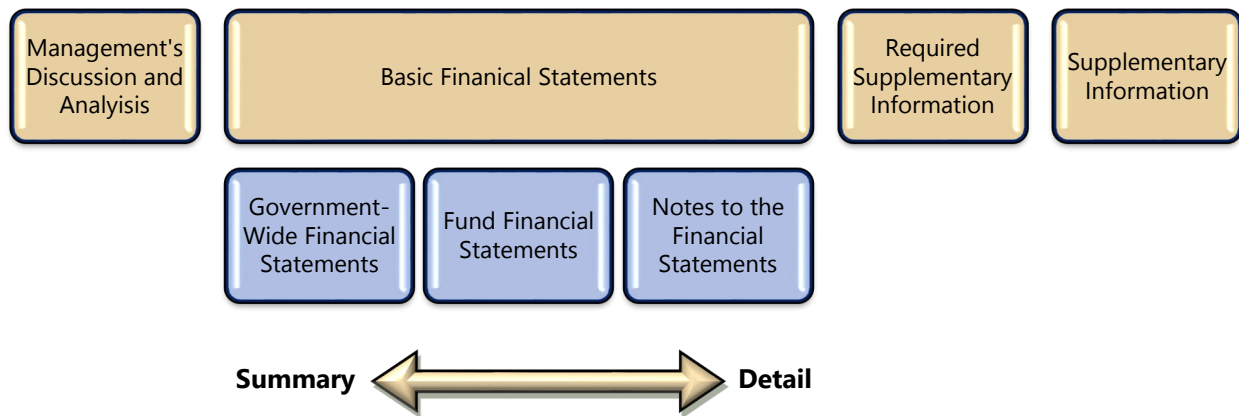 Management's
Discussion and
Analyisis
Basic Finanical Statements
Required
Supplementary
Information
Supplementary
Information
Government-
Wide Financial
Statements
Fund Financial
Statements
Notes to the
Financial
Statements
Summary
Detail